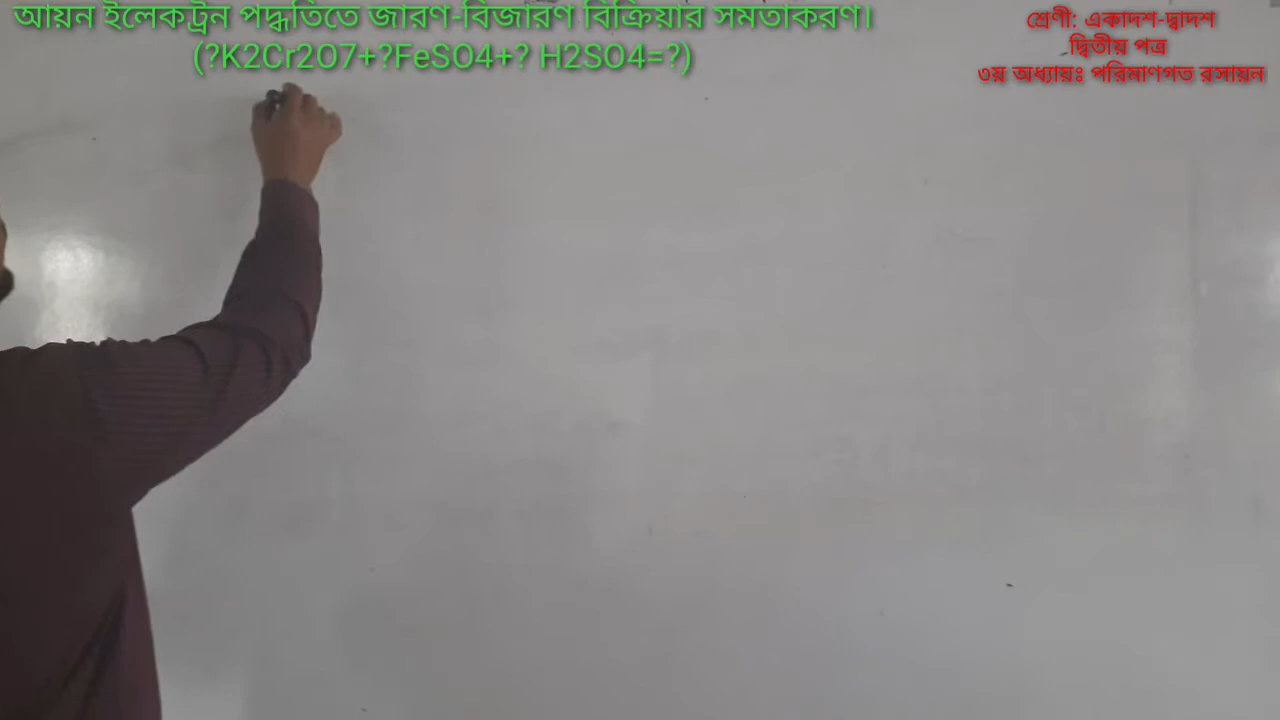 আয়ন ইলেকট্রন পদ্ধতিতে জারণ-বিজারণ বিক্রিয়ার সমতাকরণ।
(?K2Cr2O7+?FeSO4+? H2SO4=?)
শ্রেণী: একাদশ-দ্বাদশ
দ্বিতীয় পত্র
৩য় অধ্যায়ঃ পরিমাণগত রসায়ন